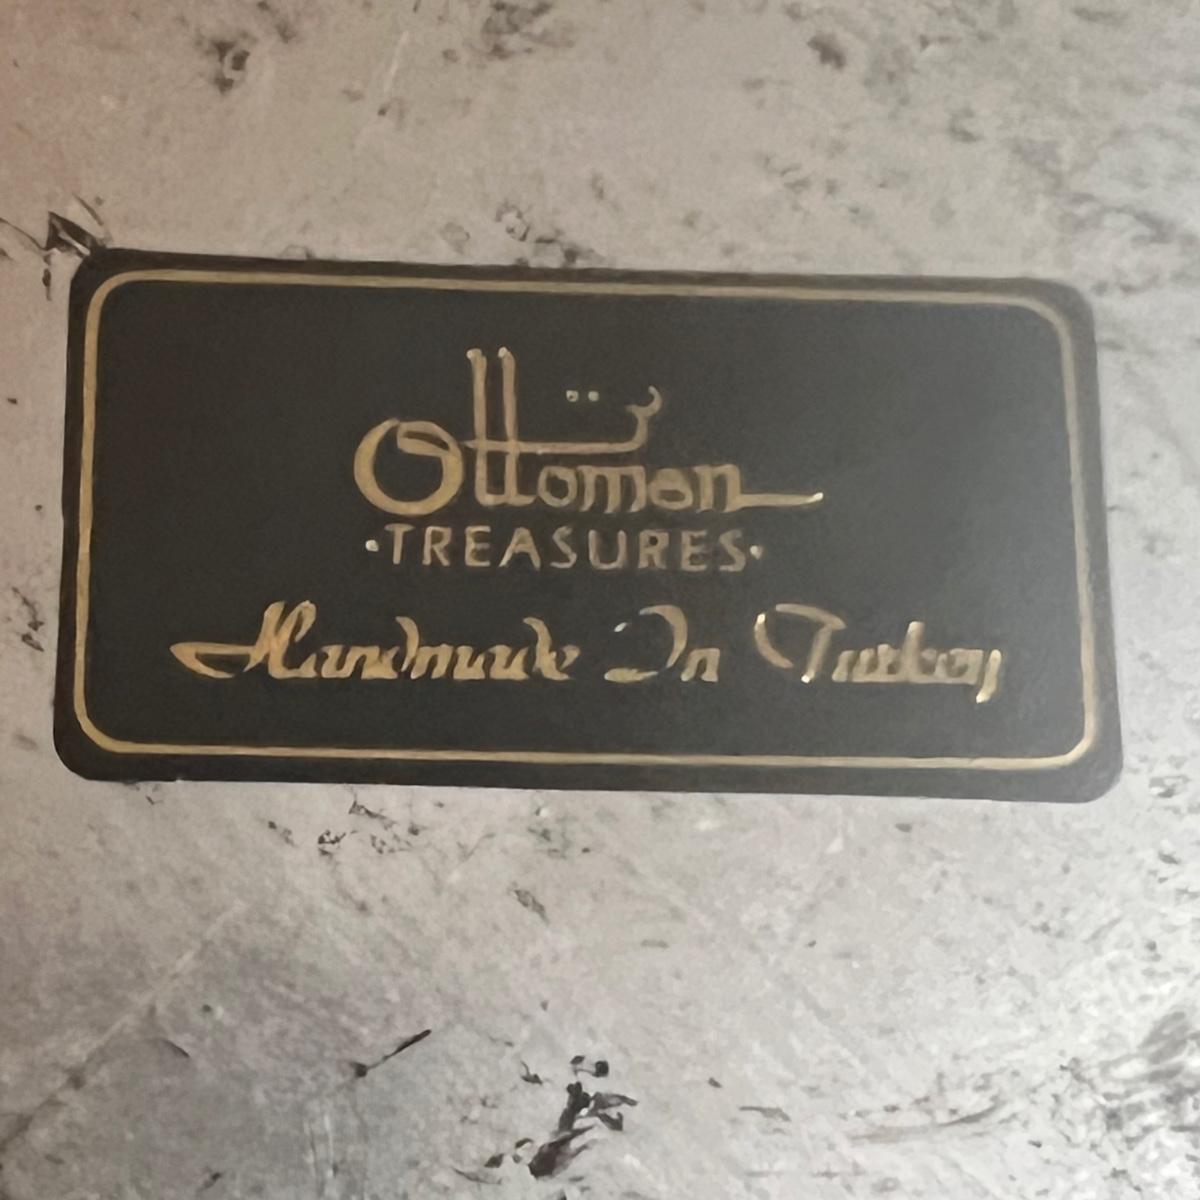 Ottoman
·TREASURES·
Handmade In Turkey